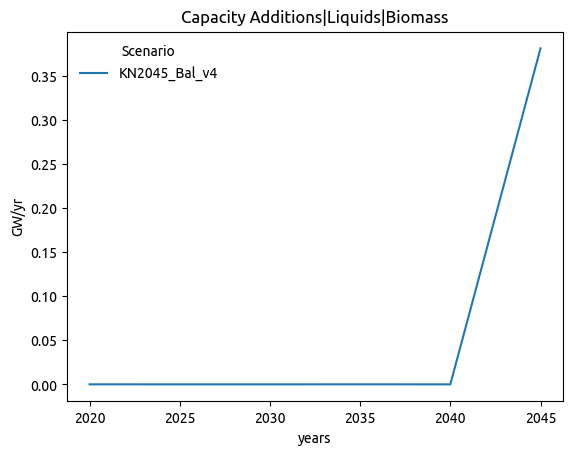 Capacity Additions|Liquids|Biomass
Scenario
KN2045_Bal_v4
GW/yr
0.35
0.30
0.25
0.20
0.15
0.10
0.05
0.00
2020 2025 2030 2035 2040 2045
years